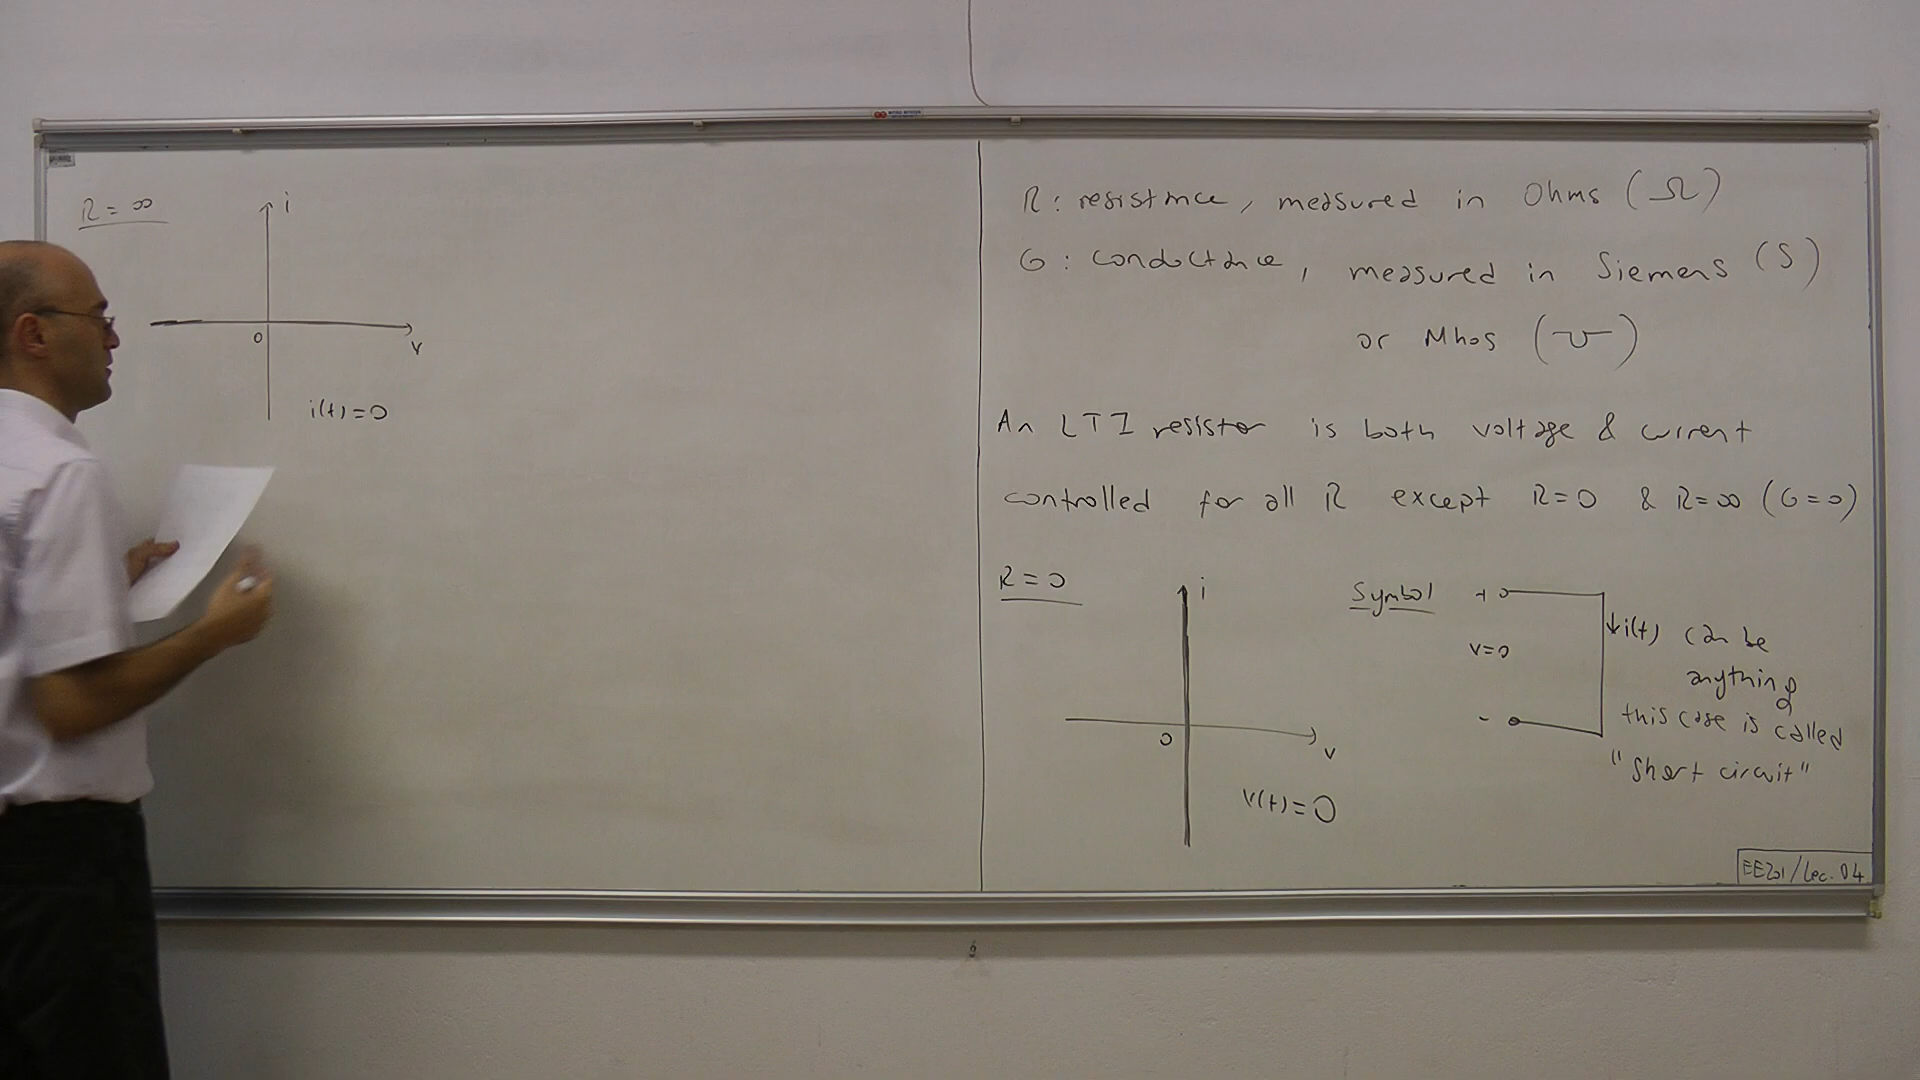 R = ∞
i
v
0
i(t) = 0
R : resistance, measured in Ohms (Ω)
G : conductance, measured in Siemens (S)
or Mhos (℧)
An LTI resistor is both voltage & current
controlled for all R except R=0 & R=∞ (G=0)
R = 0
i
v
0
v(t) = 0
Symbol
+
v=0
-
i(t) can be
anything
this case is called
"short circuit"
EE201/Lec. 04